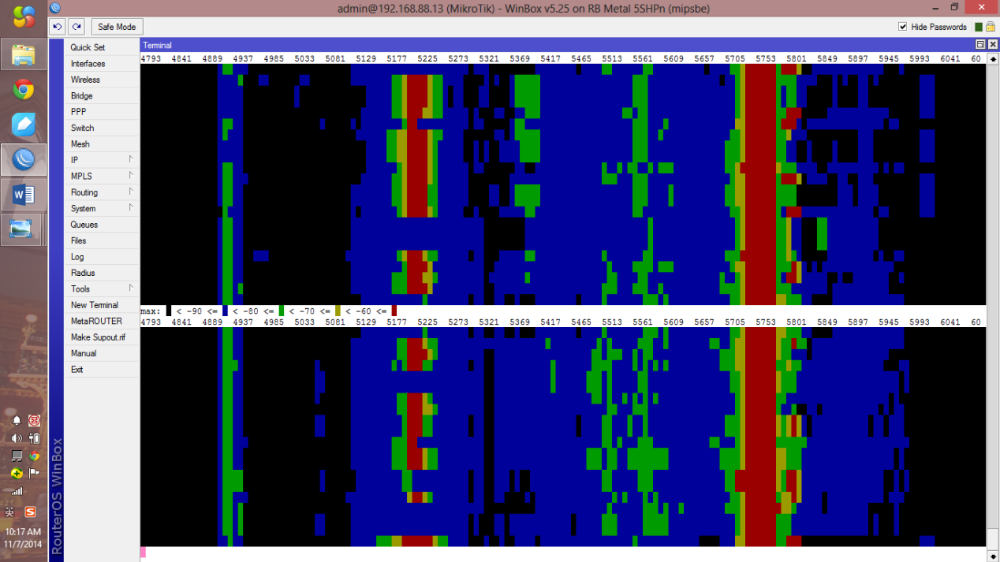 admin@192.168.88.13 (MikroTik) - WinBox v5.25 on RB Metal 5SHPn (mipsbe)
Safe Mode
Hide Passwords
Quick Set
Interfaces
Wireless
Bridge
PPP
Switch
Mesh
IP
MPLS
Routing
System
Queues
Files
Log
Radius
Tools
New Terminal
MetaROUTER
Make Supout.rif
Manual
Exit
RouterOS WinBox
Terminal
4793 4841 4889 4937 4985 5033 5081 5129 5177 5225 5273 5321 5369 5417 5465 5513 5561 5609 5657 5705 5753 5801 5849 5897 5945 5993 6041 60
max: < -90 <= < -80 <= < -70 <= < -60 <=
4793 4841 4889 4937 4985 5033 5081 5129 5177 5225 5273 5321 5369 5417 5465 5513 5561 5609 5657 5705 5753 5801 5849 5897 5945 5993 6041 60
W
英
S
10:17 AM
11/7/2014